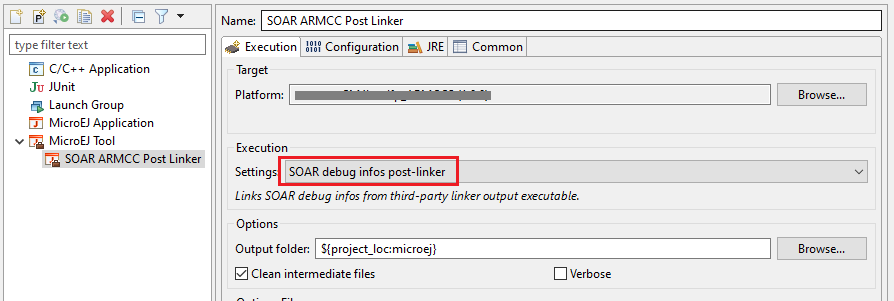 Name: SOAR ARMCC Post Linker
type filter text
C/C++ Application
JUnit
Launch Group
MicroEJ Application
MicroEJ Tool
SOAR ARMCC Post Linker
Execution Configuration JRE Common
Target
Platform: Browse...
Execution
Settings: SOAR debug infos post-linker
Links SOAR debug infos from third-party linker output executable.
Options
Output folder: ${project_loc:microej} Browse...
Clean intermediate files Verbose